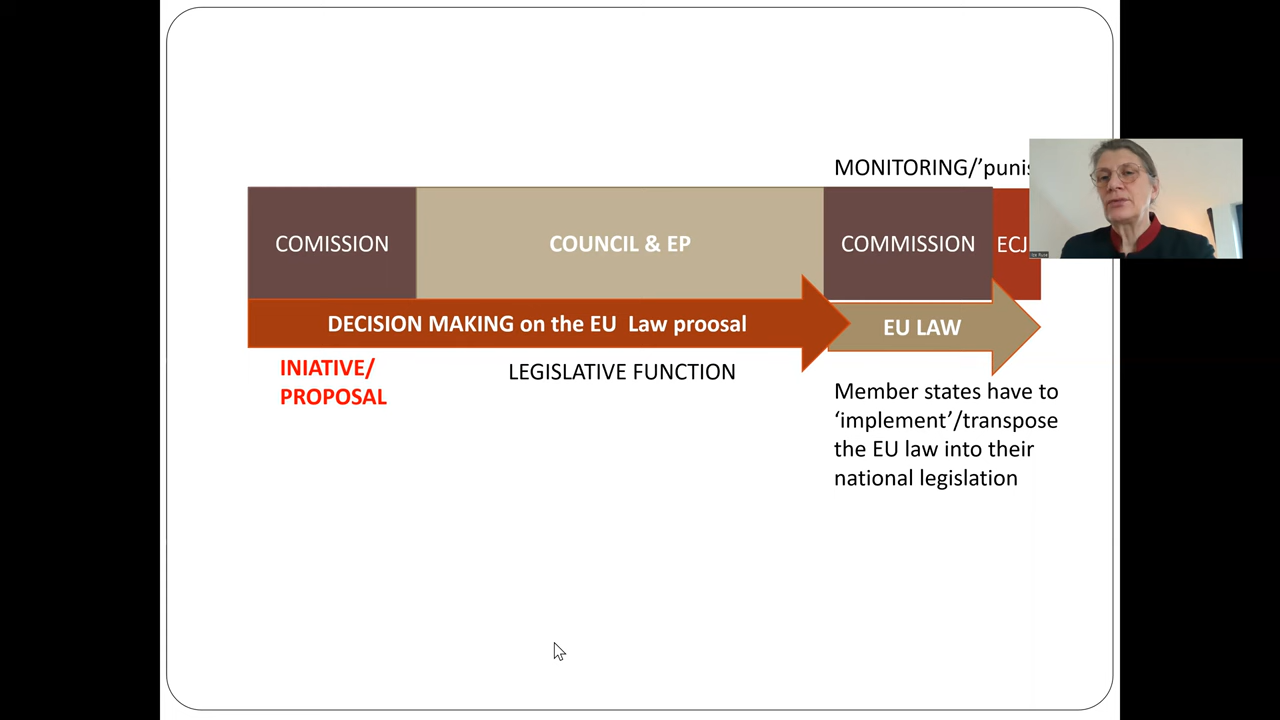 MONITORING/’punis
COMISSION
COUNCIL & EP
COMMISSION
ECJ
DECISION MAKING on the EU Law proosal
EU LAW
INIATIVE/
PROPOSAL
LEGISLATIVE FUNCTION
Member states have to
‘implement’/transpose
the EU law into their
national legislation